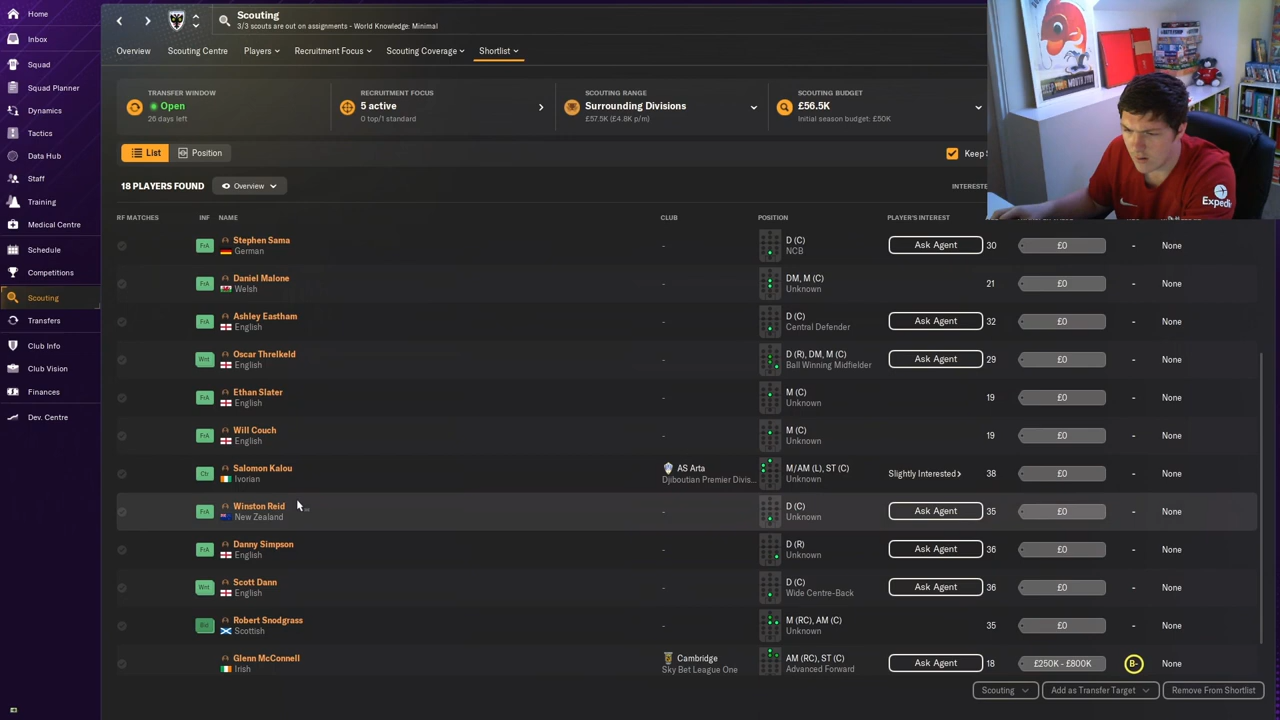 Home
Inbox
Squad
Squad Planner
Dynamics
Tactics
Data Hub
Staff
Training
Medical Centre
Schedule
Competitions
Scouting
Transfers
Club Info
Club Vision
Finances
Dev. Centre
Scouting
3/3 scouts are out on assignments - World Knowledge: Minimal
Overview Scouting Centre Players Recruitment Focus Scouting Coverage Shortlist
TRANSFER WINDOW
Open
26 days left
RECRUITMENT FOCUS
5 active
0 top/1 standard
SCOUTING RANGE
Surrounding Divisions
£57.5K (£4.8K p/m)
SCOUTING BUDGET
£56.5K
Initial season budget: £50K
List Position
Keep
18 PLAYERS FOUND Overview
RF MATCHES INF NAME CLUB POSITION PLAYER'S INTEREST
FrA Stephen Sama - D (C) Ask Agent 30 £0 - None
German NCB
FrA Daniel Malone - DM, M (C) 21 £0 - None
Welsh Unknown
FrA Ashley Eastham - D (C) Ask Agent 32 £0 - None
English Central Defender
Wnt Oscar Threlkeld - D (R), DM, M (C) Ask Agent 29 £0 - None
English Ball Winning Midfielder
FrA Ethan Slater - M (C) 19 £0 - None
English Unknown
FrA Will Couch - M (C) 19 £0 - None
English Unknown
Ctr Salomon Kalou AS Arta M/AM (L), ST (C) Slightly Interested 38 £0 - None
Ivorian Djiboutian Premier Divis... Unknown
FrA Winston Reid - D (C) Ask Agent 35 £0 - None
New Zealand Unknown
FrA Danny Simpson - D (R) Ask Agent 36 £0 - None
English Unknown
Wnt Scott Dann - D (C) Ask Agent 36 £0 - None
English Wide Centre-Back
Robert Snodgrass - M (RC), AM (C) 35 £0 - None
Scottish Unknown
Glenn McConnell Cambridge AM (RC), ST (C) Ask Agent 18 £250K - £800K B- None
Irish Sky Bet League One Advanced Forward
Scouting Add as Transfer Target Remove From Shortlist